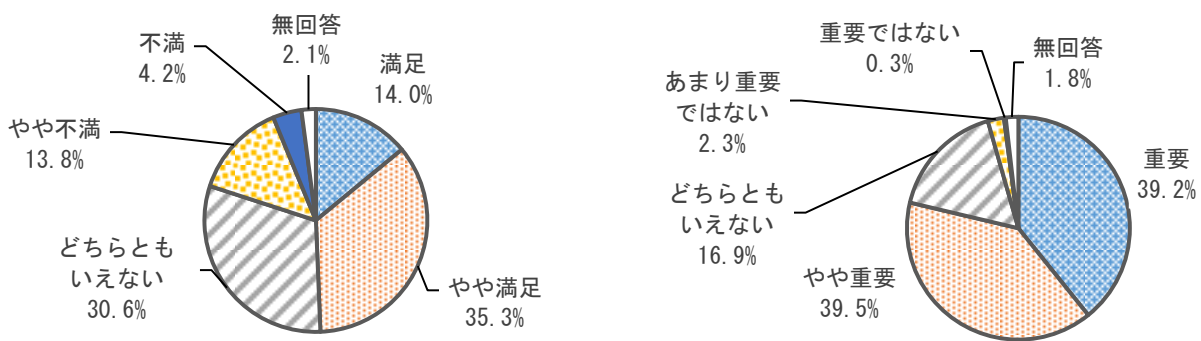 無回答
2.1%
満足
14.0%
やや満足
35.3%
どちらとも
いえない
30.6%
やや不満
13.8%
不満
4.2%
重要ではない
0.3%
無回答
1.8%
重要
39.2%
やや重要
39.5%
どちらとも
いえない
16.9%
あまり重要
ではない
2.3%